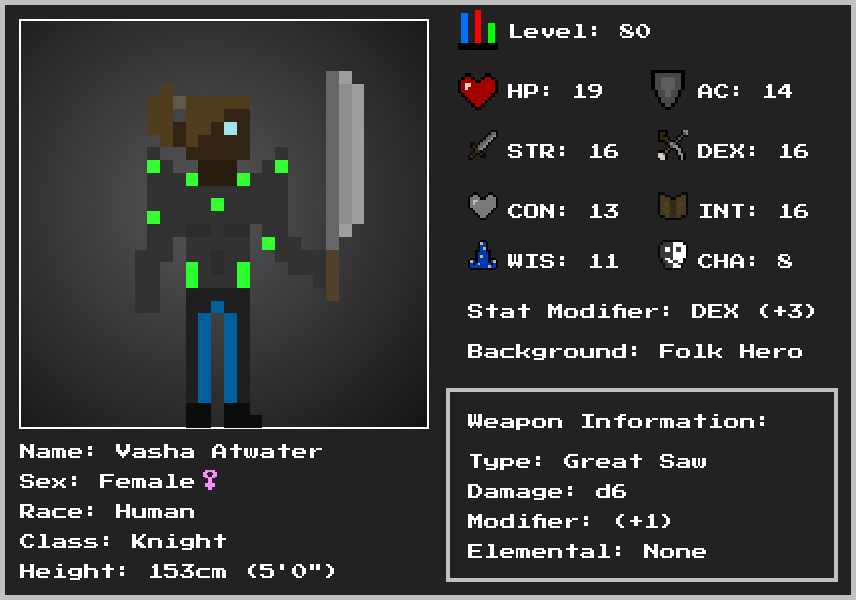 Level: 80
HP: 19
AC: 14
STR: 16
DEX: 16
CON: 13
INT: 16
WIS: 11
CHA: 8
Stat Modifier: DEX (+3)
Background: Folk Hero
Weapon Information:
Type: Great Saw
Damage: d6
Modifier: (+1)
Elemental: None
Name: Vasha Atwater
Sex: Female♀
Race: Human
Class: Knight
Height: 153cm (5'0")